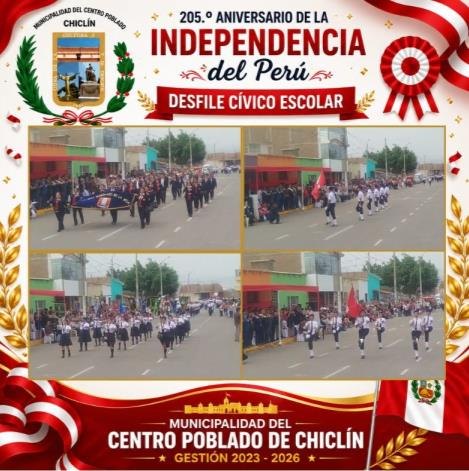 MUNICIPALIDAD DEL CENTRO POBLADO
CHICLÍN
205.º ANIVERSARIO DE LA
INDEPENDENCIA
del Perú
DESFILE CÍVICO ESCOLAR
MUNICIPALIDAD DEL
CENTRO POBLADO DE CHICLÍN
★ GESTIÓN 2023 - 2026 ★